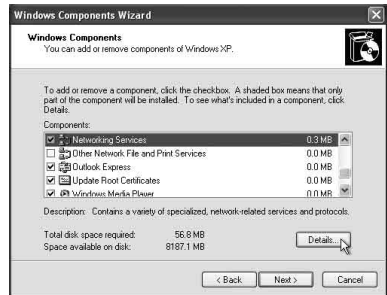 Windows Components Wizard
Windows Components
You can add or remove components of Windows XP.
To add or remove a component, click the checkbox. A shaded box means that only
part of the component will be installed. To see what's included in a component, click
Details.
Components:
Networking Services 0.3 MB
Other Network File and Print Services 0.0 MB
Outlook Express 0.0 MB
Update Root Certificates 0.0 MB
Windows Media Player 0.0 MB
Description: Contains a variety of specialized, network-related services and protocols.
Total disk space required: 56.8 MB
Space available on disk: 8187.1 MB
Details...
< Back Next > Cancel